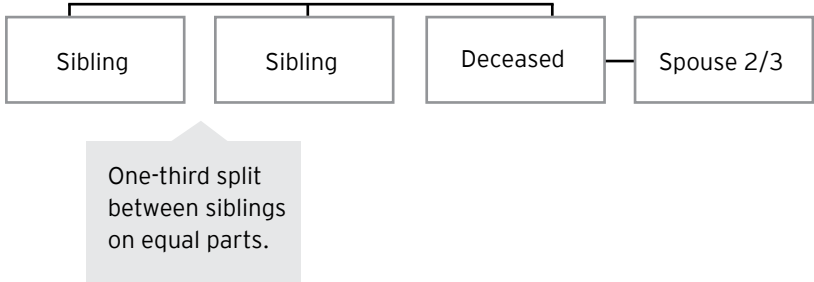 Sibling
Sibling
Deceased
Spouse 2/3
One-third split
between siblings
on equal parts.